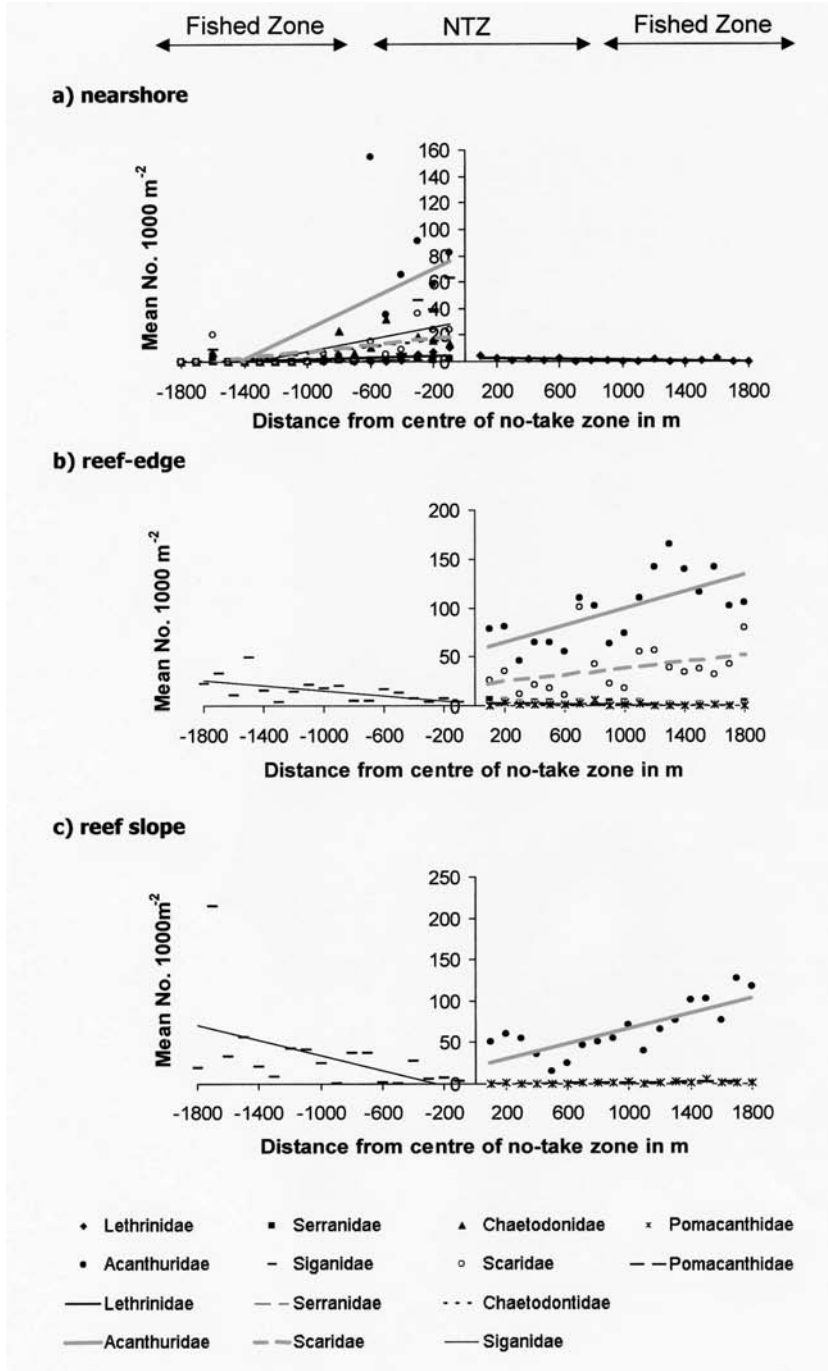 Fished Zone NTZ Fished Zone
a) nearshore
Mean No. 1000 m-2
160
140
120
100
80
60
40
20
0
-1800 -1400 -1000 -600 -200 200 600 1000 1400 1800
Distance from centre of no-take zone in m
b) reef-edge
Mean No. 1000 m-2
200
150
100
50
0
-1800 -1400 -1000 -600 -200 200 600 1000 1400 1800
Distance from centre of no-take zone in m
c) reef slope
Mean No. 1000m-2
250
200
150
100
50
0
-1800 -1400 -1000 -600 -200 200 600 1000 1400 1800
Distance from centre of no-take zone in m
Lethrinidae Serranidae Chaetodonidae Pomacanthidae
Acanthuridae Siganidae Scaridae Pomacanthidae
Lethrinidae Serranidae Chaetodontidae
Acanthuridae Scaridae Siganidae